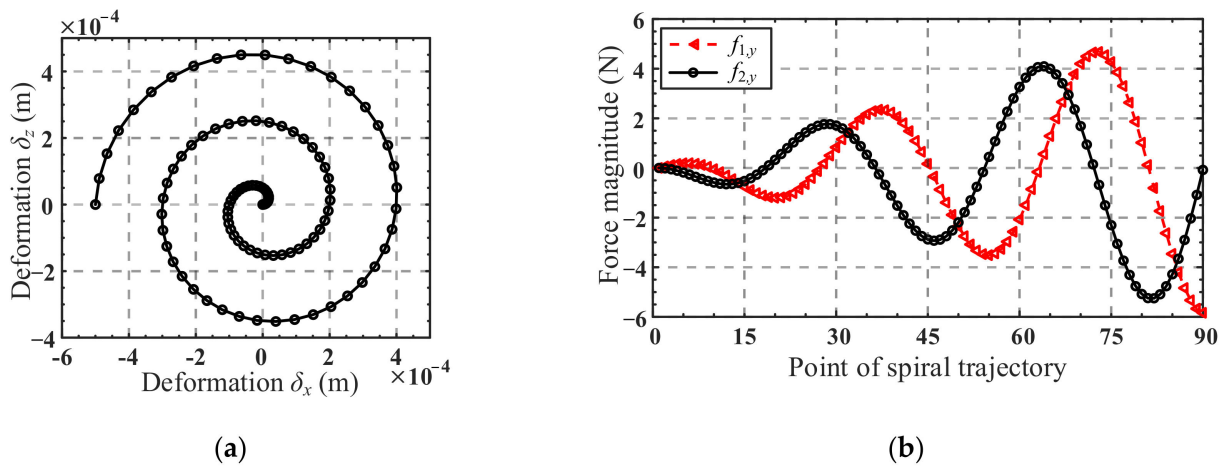 ×10⁻⁴
4
2
0
−2
−4
Deformation δz (m)
-6 -4 -2 0 2 4
Deformation δx (m)
×10⁻⁴
(a)
6
4
2
0
−2
−4
−6
Force magnitude (N)
f1,y
f2,y
0 15 30 45 60 75 90
Point of spiral trajectory
(b)